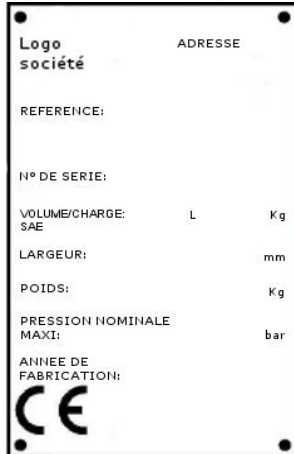 Logo société ADRESSE
REFERENCE:
Nº DE SERIE:
VOLUME/CHARGE: L Kg
SAE
LARGEUR: mm
POIDS: Kg
PRESSION NOMINALE
MAXI: bar
ANNEE DE
FABRICATION:
CE